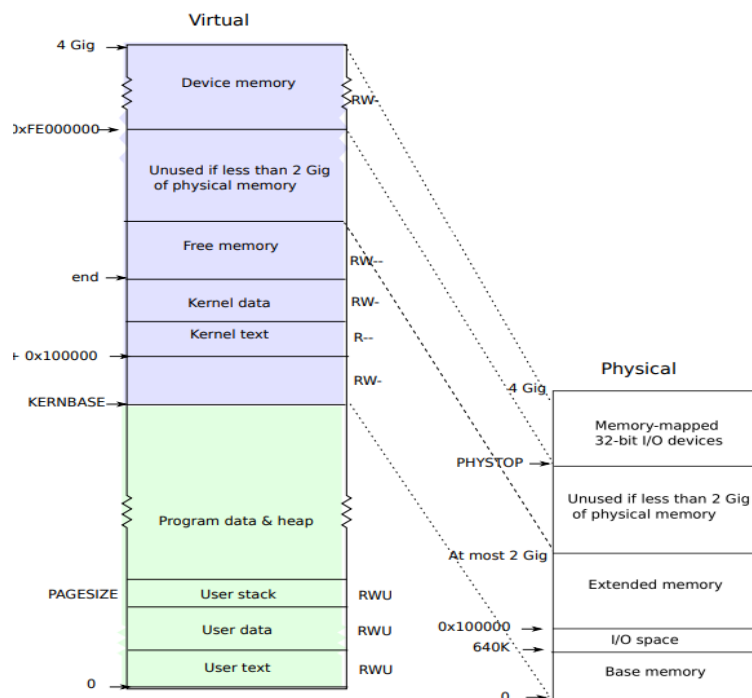 Virtual
4 Gig
Device memory
RW-
0xFE000000
Unused if less than 2 Gig
of physical memory
Free memory
RW--
end
Kernel data
RW-
Kernel text
R--
+ 0x100000
RW-
KERNBASE
Program data & heap
PAGESIZE
User stack
RWU
User data
RWU
User text
RWU
0
Physical
4 Gig
Memory-mapped
32-bit I/O devices
PHYSTOP
Unused if less than 2 Gig
of physical memory
At most 2 Gig
Extended memory
0x100000
I/O space
640K
Base memory
0